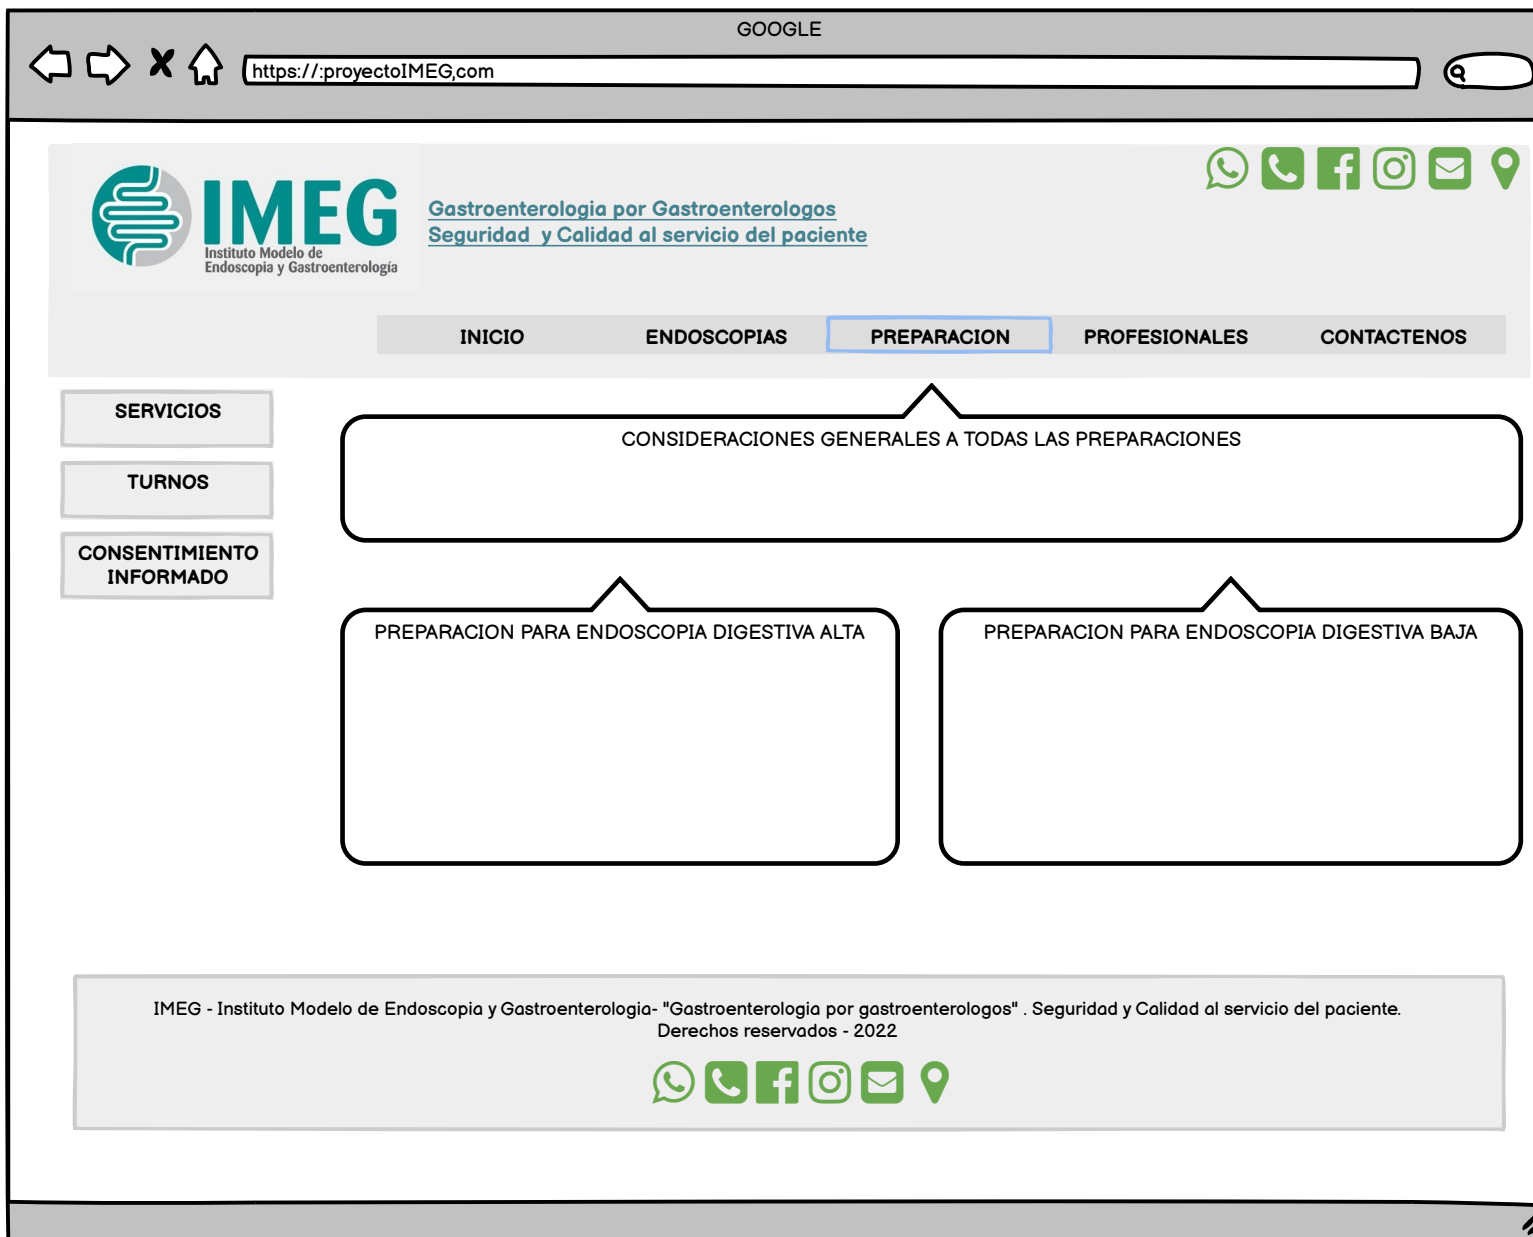 GOOGLE
https://:proyectoIMEG,com
IMEG
Instituto Modelo de
Endoscopia y Gastroenterología
Gastroenterologia por Gastroenterologos
Seguridad  y Calidad al servicio del paciente
INICIO ENDOSCOPIAS PREPARACION PROFESIONALES CONTACTENOS
SERVICIOS
TURNOS
CONSENTIMIENTO
INFORMADO
CONSIDERACIONES GENERALES A TODAS LAS PREPARACIONES
PREPARACION PARA ENDOSCOPIA DIGESTIVA ALTA
PREPARACION PARA ENDOSCOPIA DIGESTIVA BAJA
IMEG - Instituto Modelo de Endoscopia y Gastroenterologia- "Gastroenterologia por gastroenterologos" . Seguridad y Calidad al servicio del paciente.
Derechos reservados - 2022